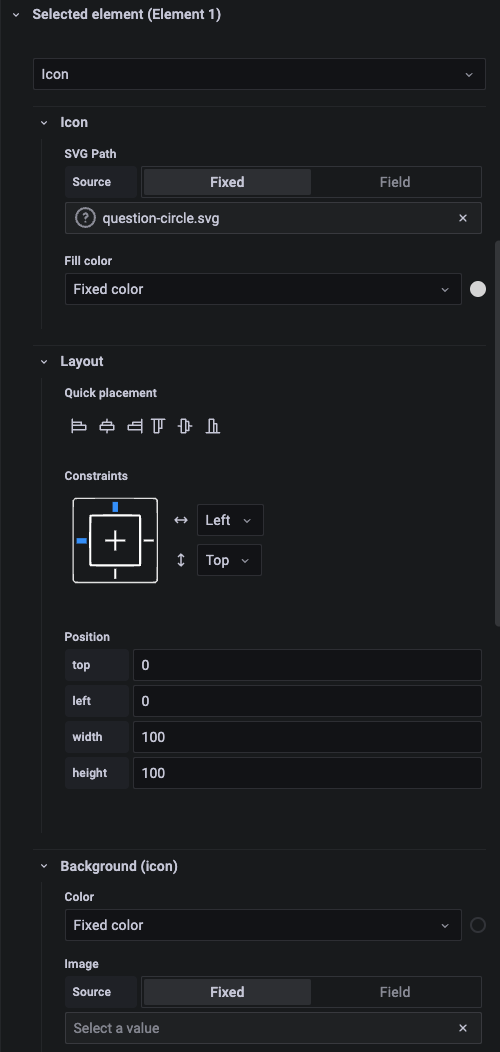 Selected element (Element 1)
Icon
Icon
SVG Path
Source Fixed Field
question-circle.svg
Fill color
Fixed color
Layout
Quick placement
Constraints
Left
Top
Position
top 0
left 0
width 100
height 100
Background (icon)
Color
Fixed color
Image
Source Fixed Field
Select a value